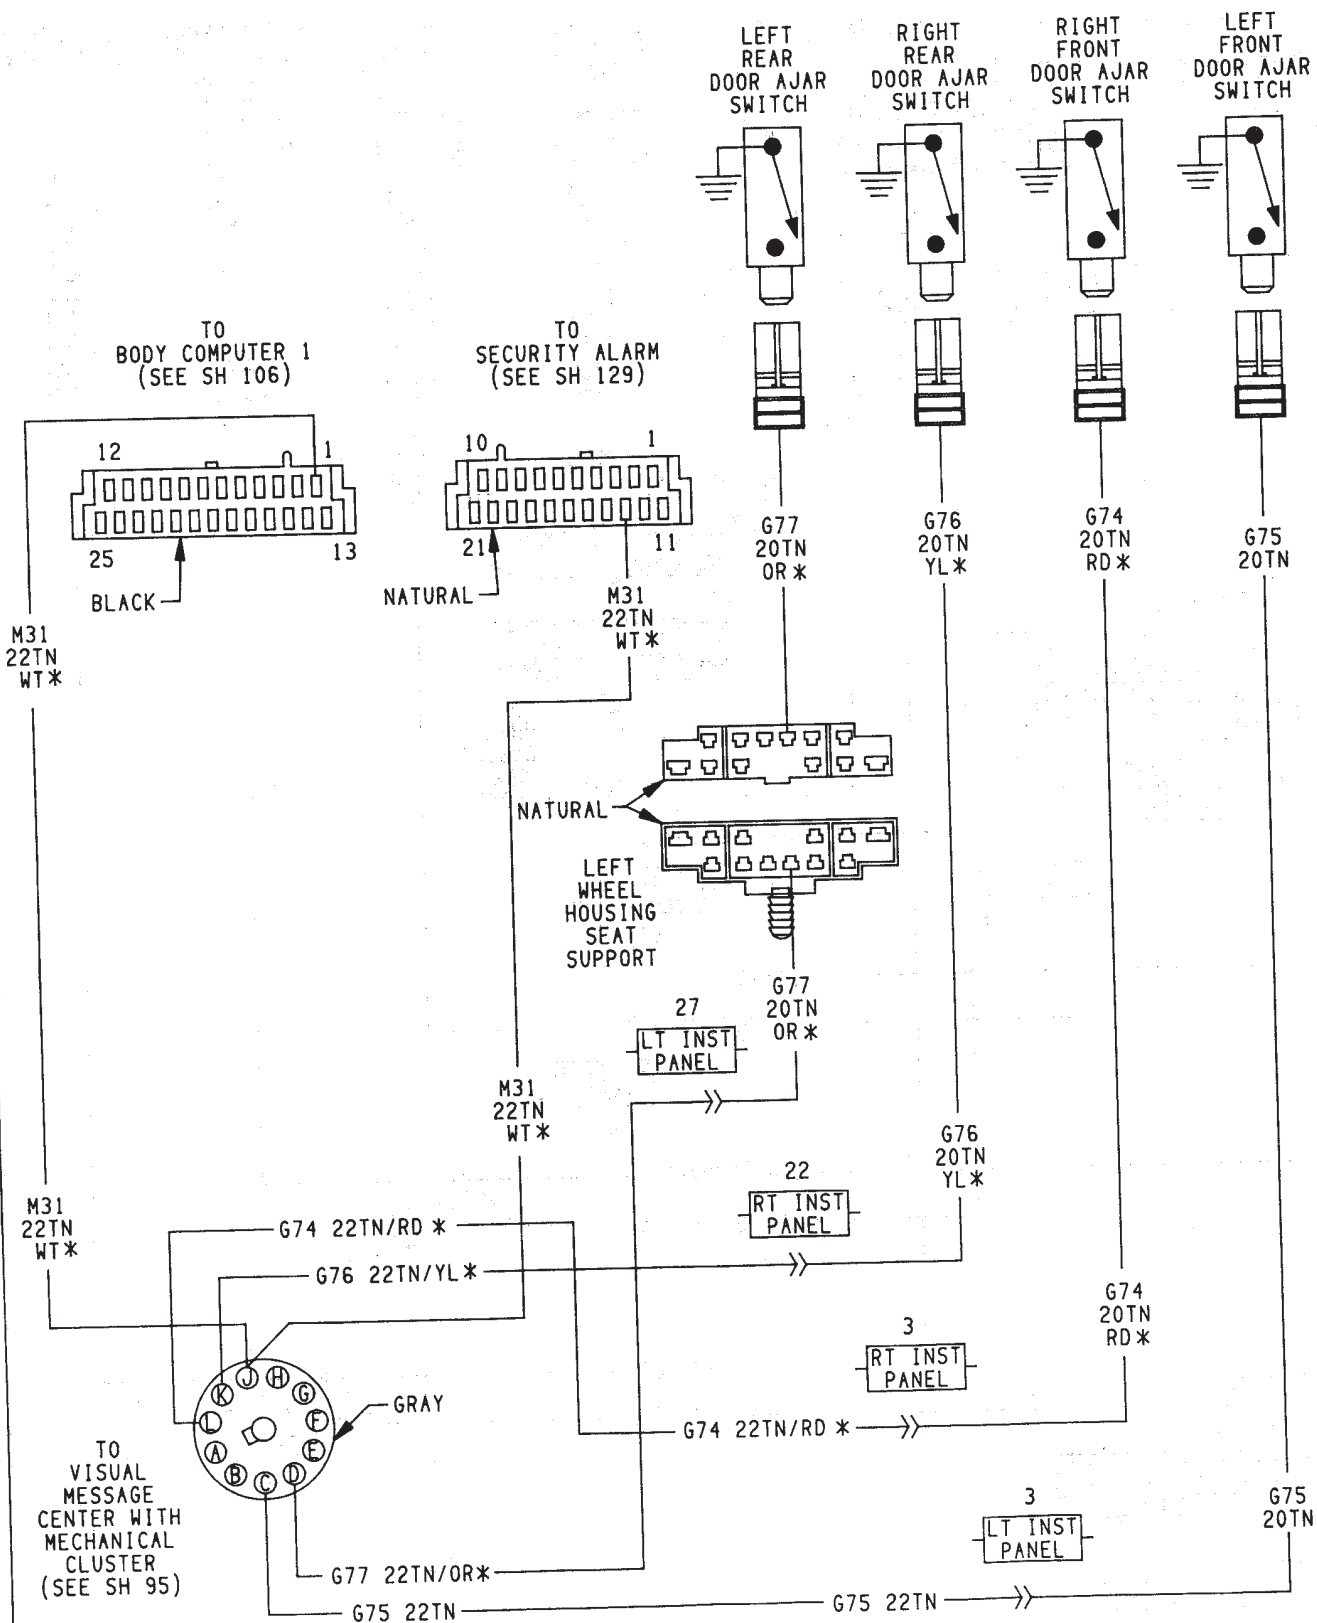 LEFT
REAR
DOOR AJAR
SWITCH
RIGHT
REAR
DOOR AJAR
SWITCH
RIGHT
FRONT
DOOR AJAR
SWITCH
LEFT
FRONT
DOOR AJAR
SWITCH
TO
BODY COMPUTER 1
(SEE SH 106)
TO
SECURITY ALARM
(SEE SH 129)
12
1
10
1
25
13
21
11
BLACK
NATURAL
M31
22TN
WT*
M31
22TN
WT*
G77
20TN
OR*
G76
20TN
YL*
G74
20TN
RD*
G75
20TN
NATURAL
LEFT
WHEEL
HOUSING
SEAT
SUPPORT
G77
20TN
OR*
27
LT INST
PANEL
M31
22TN
WT*
G76
20TN
YL*
22
RT INST
PANEL
M31
22TN
WT*
G74 22TN/RD *
G76 22TN/YL*
G74
20TN
RD*
3
RT INST
PANEL
J
H
K
G
L
F
A
E
B
C
D
GRAY
G74 22TN/RD *
TO
VISUAL
MESSAGE
CENTER WITH
MECHANICAL
CLUSTER
(SEE SH 95)
3
LT INST
PANEL
G75
20TN
G77 22TN/OR*
G75 22TN
G75 22TN